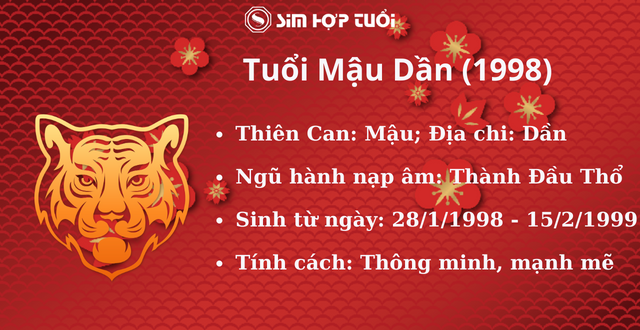 SIM HỢP TUỔI
Tuổi Mậu Dần (1998)
• Thiên Can: Mậu; Địa chi: Dần
• Ngũ hành nạp âm: Thành Đầu Thổ
• Sinh từ ngày: 28/1/1998 - 15/2/1999
• Tính cách: Thông minh, mạnh mẽ